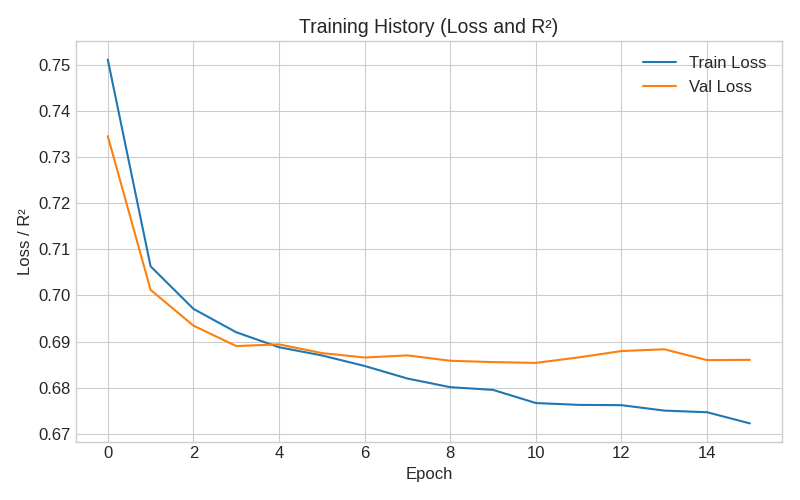 Training History (Loss and R²)
Train Loss
Val Loss
Loss / R²
0.75
0.74
0.73
0.72
0.71
0.70
0.69
0.68
0.67
0 2 4 6 8 10 12 14
Epoch